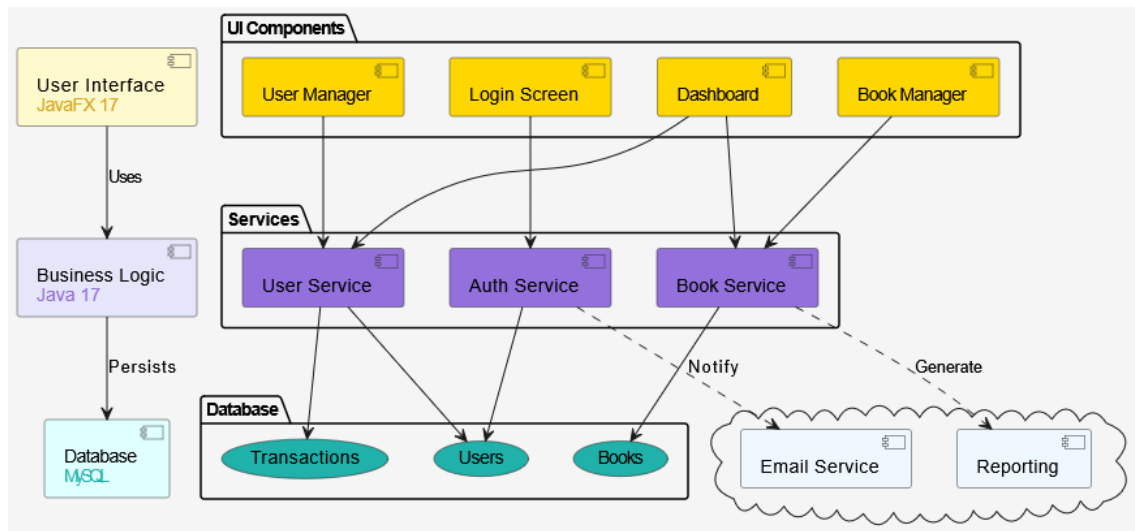 UI Components
User Interface
JavaFX 17
User Manager
Login Screen
Dashboard
Book Manager
Uses
Services
Business Logic
Java 17
User Service
Auth Service
Book Service
Persists
Notify
Generate
Database
Database
MySQL
Transactions
Users
Books
Email Service
Reporting